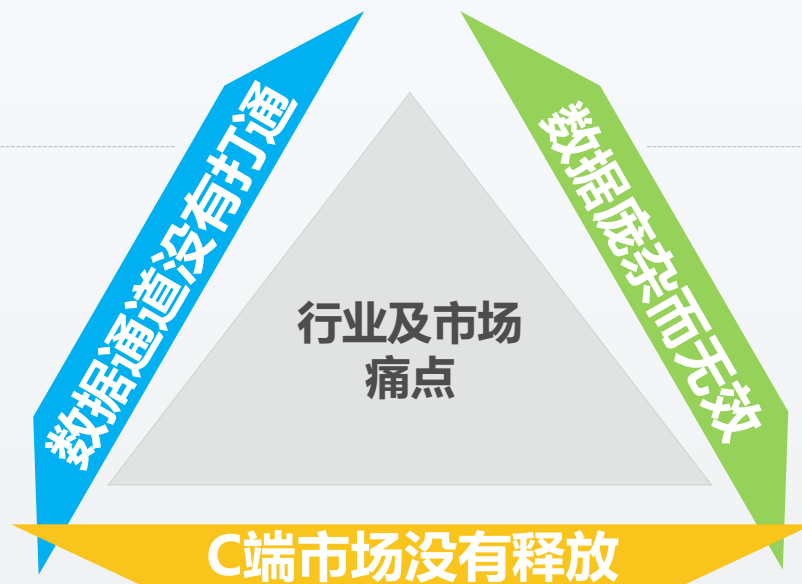 数据通道没有打通
数据庞杂而无效
行业及市场
痛点
C端市场没有释放